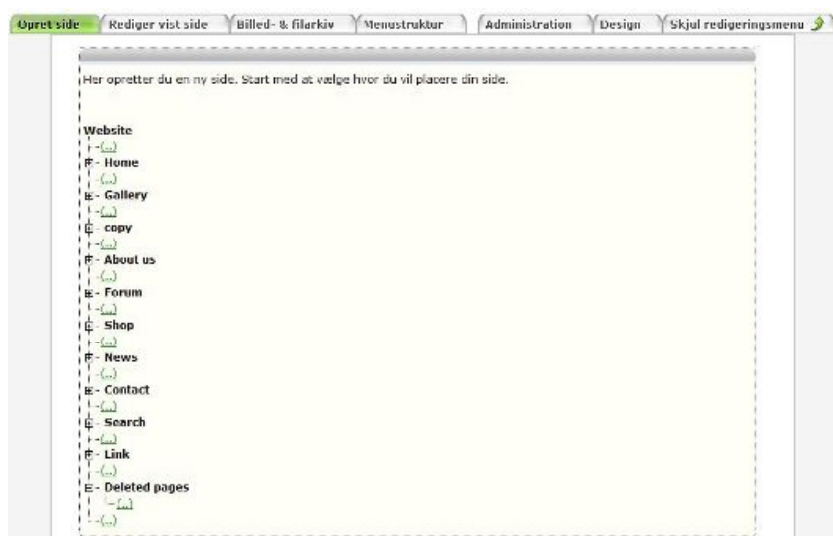 Opret side Rediger vist side Billed- & filarkiv Menustruktur Administration Design Skjul redigeringsmenu
Her opretter du en ny side. Start med at vælge hvor du vil placere din side.
Website
(...)
Home
(...)
Gallery
(...)
copy
(...)
About us
(...)
Forum
(...)
Shop
(...)
News
(...)
Contact
(...)
Search
(...)
Link
(...)
Deleted pages
(...)
(...)